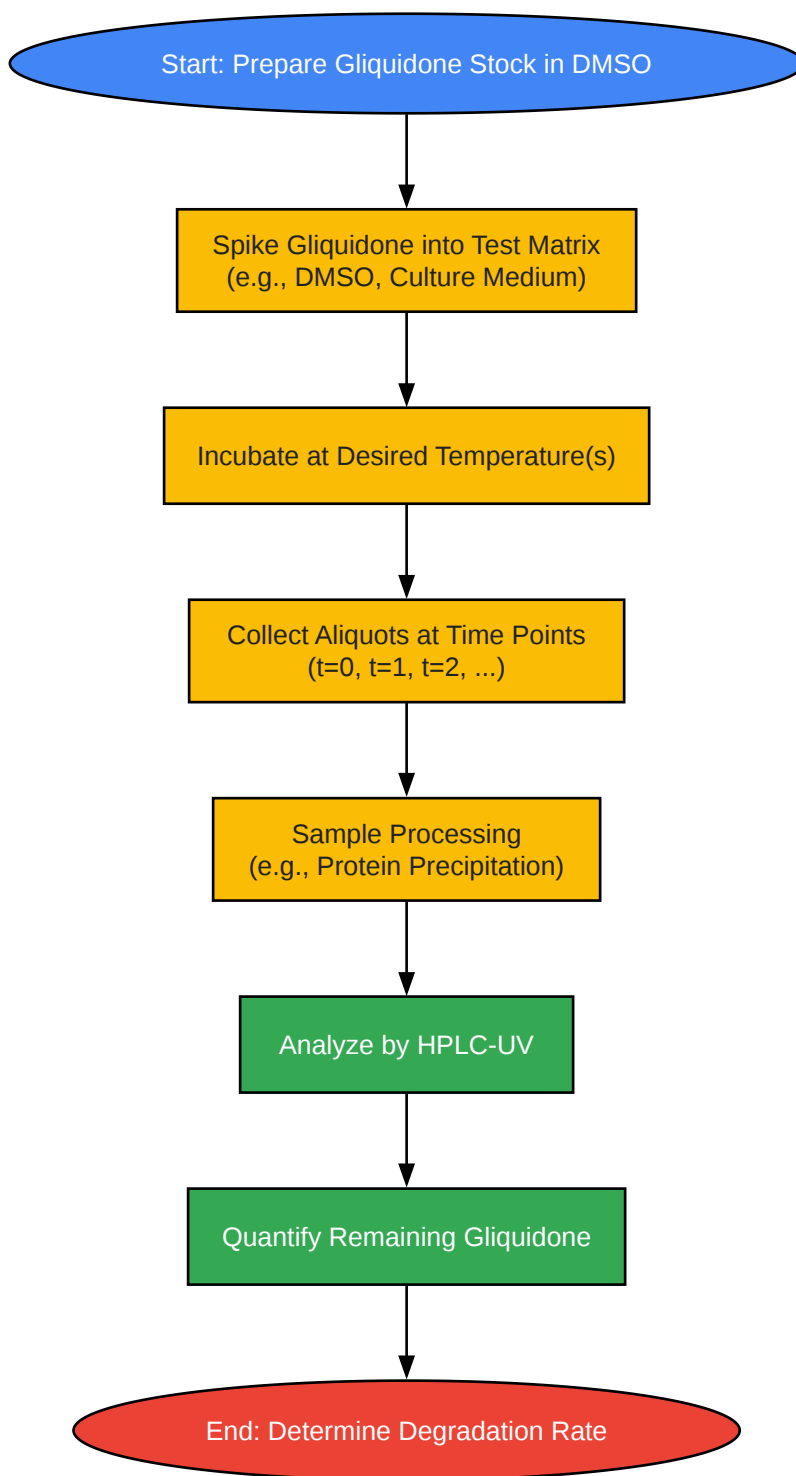 Start: Prepare Gliquidone Stock in DMSO
Spike Gliquidone into Test Matrix
(e.g., DMSO, Culture Medium)
Incubate at Desired Temperature(s)
Collect Aliquots at Time Points
(t=0, t=1, t=2, ...)
Sample Processing
(e.g., Protein Precipitation)
Analyze by HPLC-UV
Quantify Remaining Gliquidone
End: Determine Degradation Rate